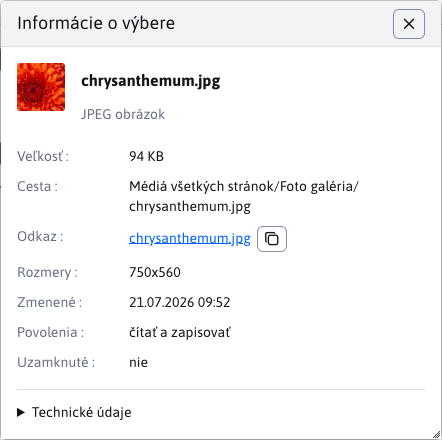 Informácie o výbere
chrysanthemum.jpg
JPEG obrázok
Veľkosť :
94 KB
Cesta :
Médiá všetkých stránok/Foto galéria/
chrysanthemum.jpg
Odkaz :
chrysanthemum.jpg
Rozmery :
750x560
Zmenené :
21.07.2026 09:52
Povolenia :
čítať a zapisovať
Uzamknuté :
nie
Technické údaje